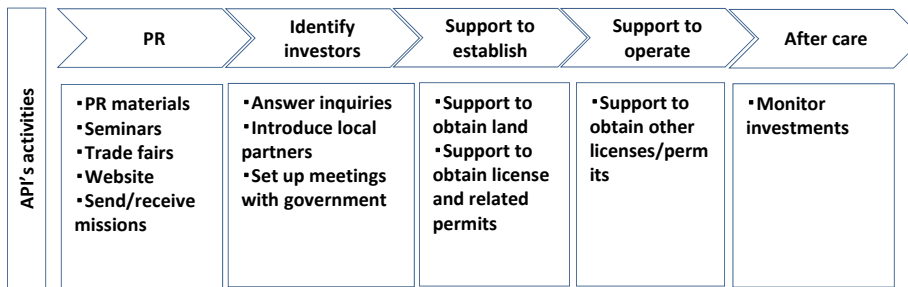 PR
Identify
investors
Support to
establish
Support to
operate
After care
API's activities
▪PR materials
▪Seminars
▪Trade fairs
▪Website
▪Send/receive
missions
▪Answer inquiries
▪Introduce local
partners
▪Set up meetings
with government
▪Support to
obtain land
▪Support to
obtain license
and related
permits
▪Support to
obtain other
licenses/perm
its
▪Monitor
investments